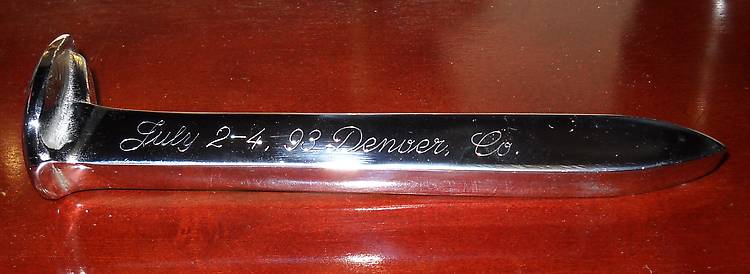 July 2-4, 93 Denver, Co.